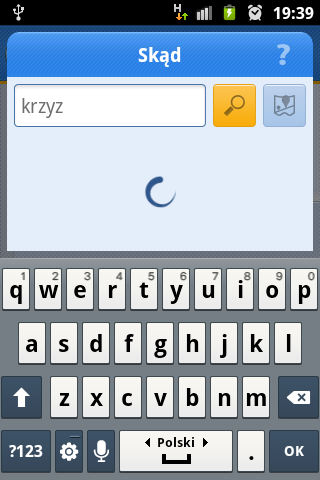 H 19:39
Skąd ?
krzyz
1 2 3 4 5 6 7 8 9 0
q w e r t y u i o p
a s d f g h j k l
z x c v b n m
?123 Polski . OK